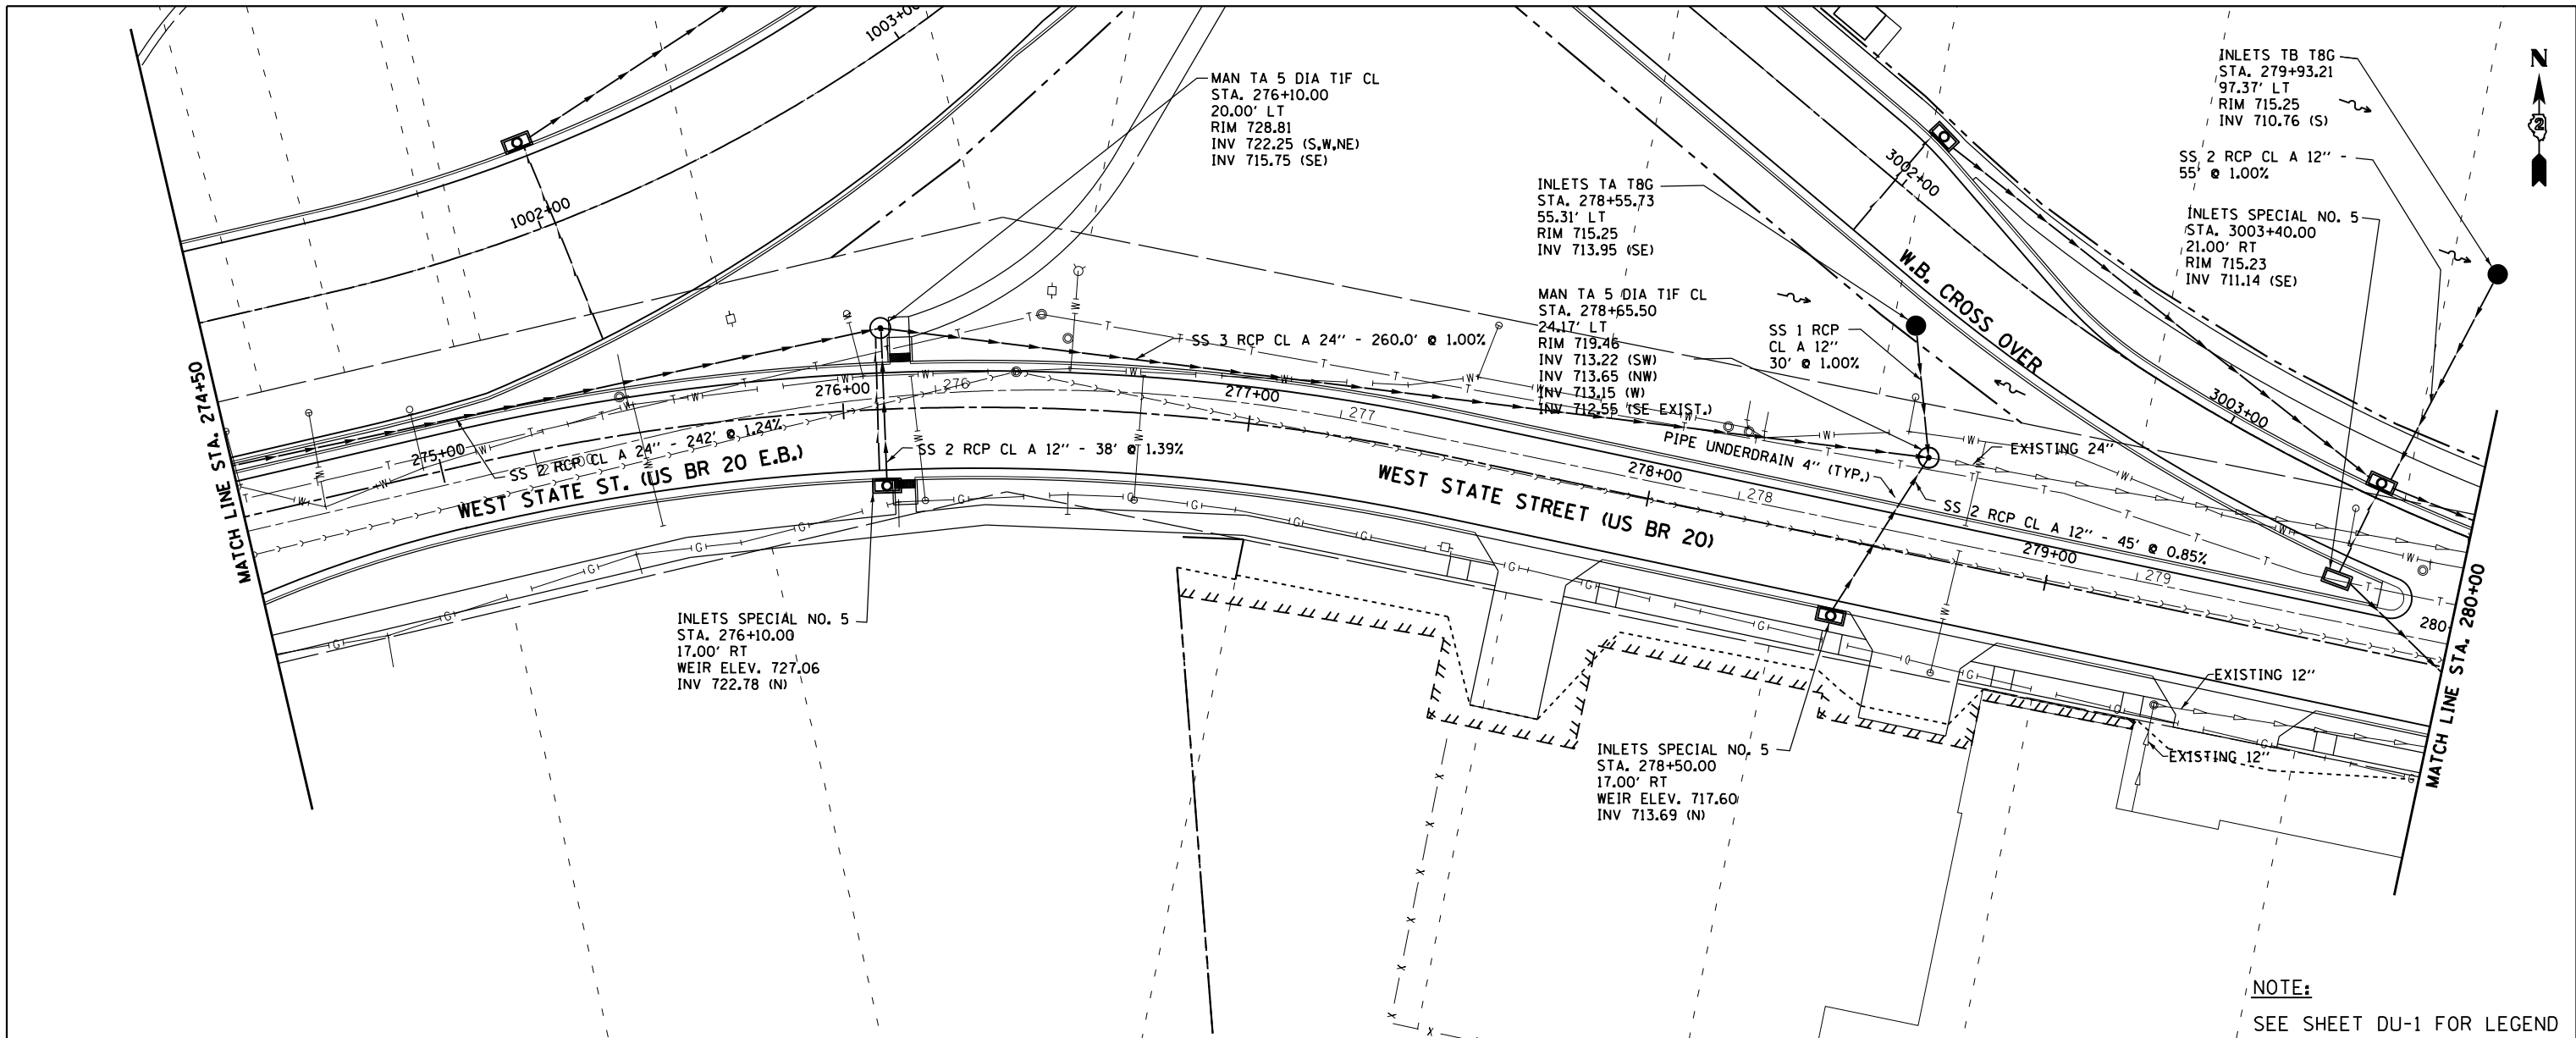 1003+00
1002+00
MAN TA 5 DIA T1F CL
STA. 276+10.00
20.00' LT
RIM 728.81
INV 722.25 (S,W,NE)
INV 715.75 (SE)
INLETS TA T8G
STA. 278+55.73
55.31' LT
RIM 715.25
INV 713.95 (SE)
MAN TA 5 DIA T1F CL
STA. 278+65.50
24.17' LT
RIM 719.46
INV 713.22 (SW)
INV 713.65 (NW)
INV 713.15 (W)
INV 712.55 (SE EXIST.)
SS 1 RCP
CL A 12"
30' @ 1.00%
3002+00
W.B. CROSS OVER
3003+00
INLETS TB T8G
STA. 279+93.21
97.37' LT
RIM 715.25
INV 710.76 (S)
SS 2 RCP CL A 12" -
55' @ 1.00%
INLETS SPECIAL NO. 5
STA. 3003+40.00
21.00' RT
RIM 715.23
INV 711.14 (SE)
N
2
MATCH LINE STA. 274+50
275+00
SS 2 RCP CL A 24" - 242' @ 1.24%
WEST STATE ST. (US BR 20 E.B.)
276+00
276
SS 3 RCP CL A 24" - 260.0' @ 1.00%
SS 2 RCP CL A 12" - 38' @ 1.39%
277+00
277
WEST STATE STREET (US BR 20)
278+00
278
PIPE UNDERDRAIN 4" (TYP.)
EXISTING 24"
SS 2 RCP CL A 12" - 45' @ 0.85%
279+00
279
280
MATCH LINE STA. 280+00
INLETS SPECIAL NO. 5
STA. 276+10.00
17.00' RT
WEIR ELEV. 727.06
INV 722.78 (N)
INLETS SPECIAL NO. 5
STA. 278+50.00
17.00' RT
WEIR ELEV. 717.60
INV 713.69 (N)
EXISTING 12"
EXISTING 12"
NOTE:
SEE SHEET DU-1 FOR LEGEND